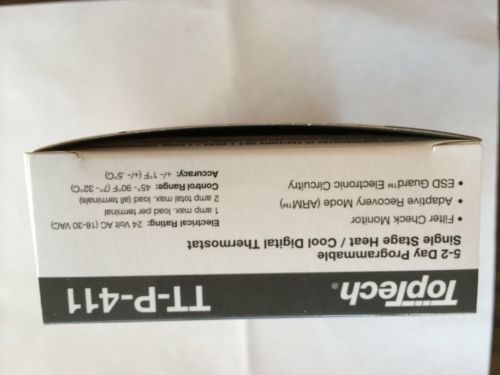 TopTech®
TT-P-411
5-2 Day Programmable
Single Stage Heat / Cool Digital Thermostat
• Filter Check Monitor
• Adaptive Recovery Mode (ARM™)
• ESD Guard™ Electronic Circuitry
Electrical Rating: 24 Volt AC (18-30 VAC)
1 amp max. load per terminal
2 amp total max. load (all terminals)
Control Range: 45°- 90°F (7°- 32°C)
Accuracy: +/- 1°F (+/- .5°C)